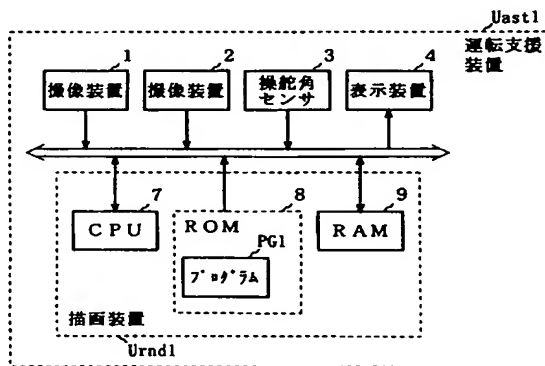 Uast1
運転支援
装置
1
2
3
4
撮像装置
撮像装置
操舵角
センサ
表示装置
7
8
9
CPU
ROM
RAM
PG1
プログラム
描画装置
Urnd1